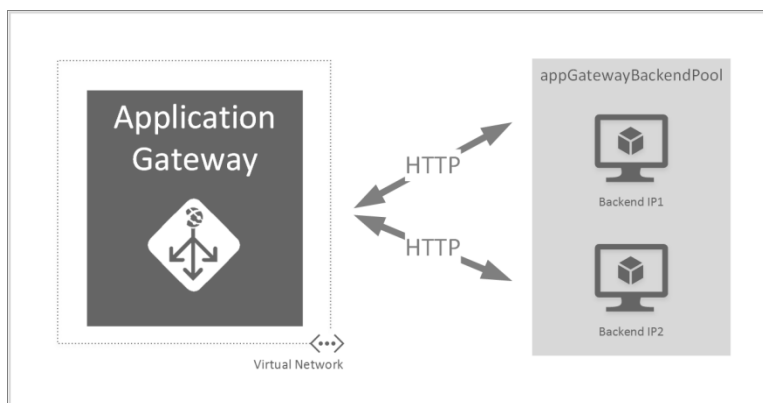 Application
Gateway
Virtual Network
HTTP
HTTP
appGatewayBackendPool
Backend IP1
Backend IP2